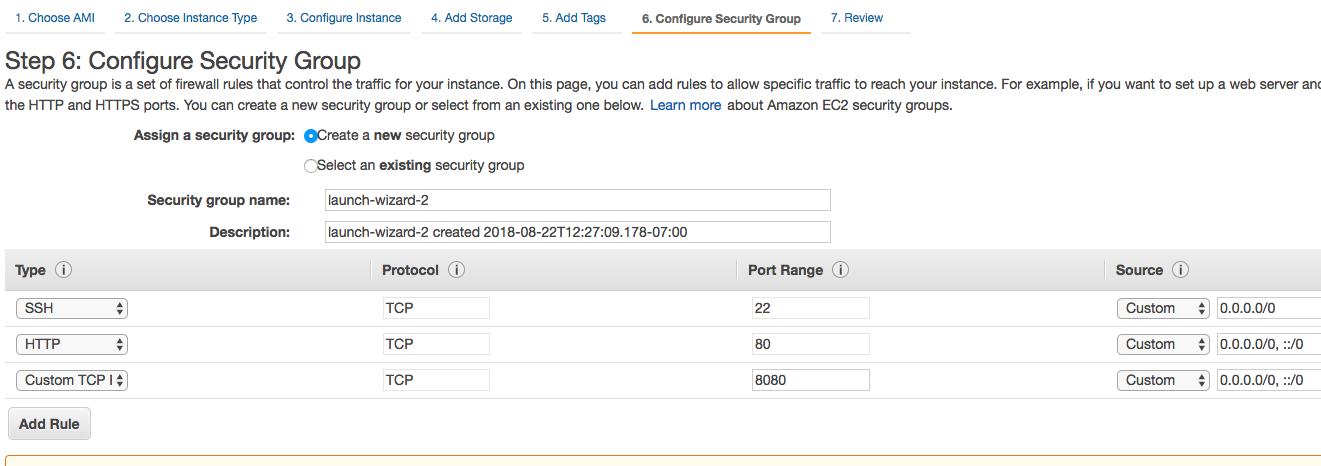 1. Choose AMI 2. Choose Instance Type 3. Configure Instance 4. Add Storage 5. Add Tags 6. Configure Security Group 7. Review
Step 6: Configure Security Group
A security group is a set of firewall rules that control the traffic for your instance. On this page, you can add rules to allow specific traffic to reach your instance. For example, if you want to set up a web server and
the HTTP and HTTPS ports. You can create a new security group or select from an existing one below. Learn more about Amazon EC2 security groups.
Assign a security group: Create a new security group
Select an existing security group
Security group name: launch-wizard-2
Description: launch-wizard-2 created 2018-08-22T12:27:09.178-07:00
Type i Protocol i Port Range i Source i
SSH TCP 22 Custom 0.0.0.0/0
HTTP TCP 80 Custom 0.0.0.0/0, ::/0
Custom TCP TCP 8080 Custom 0.0.0.0/0, ::/0
Add Rule